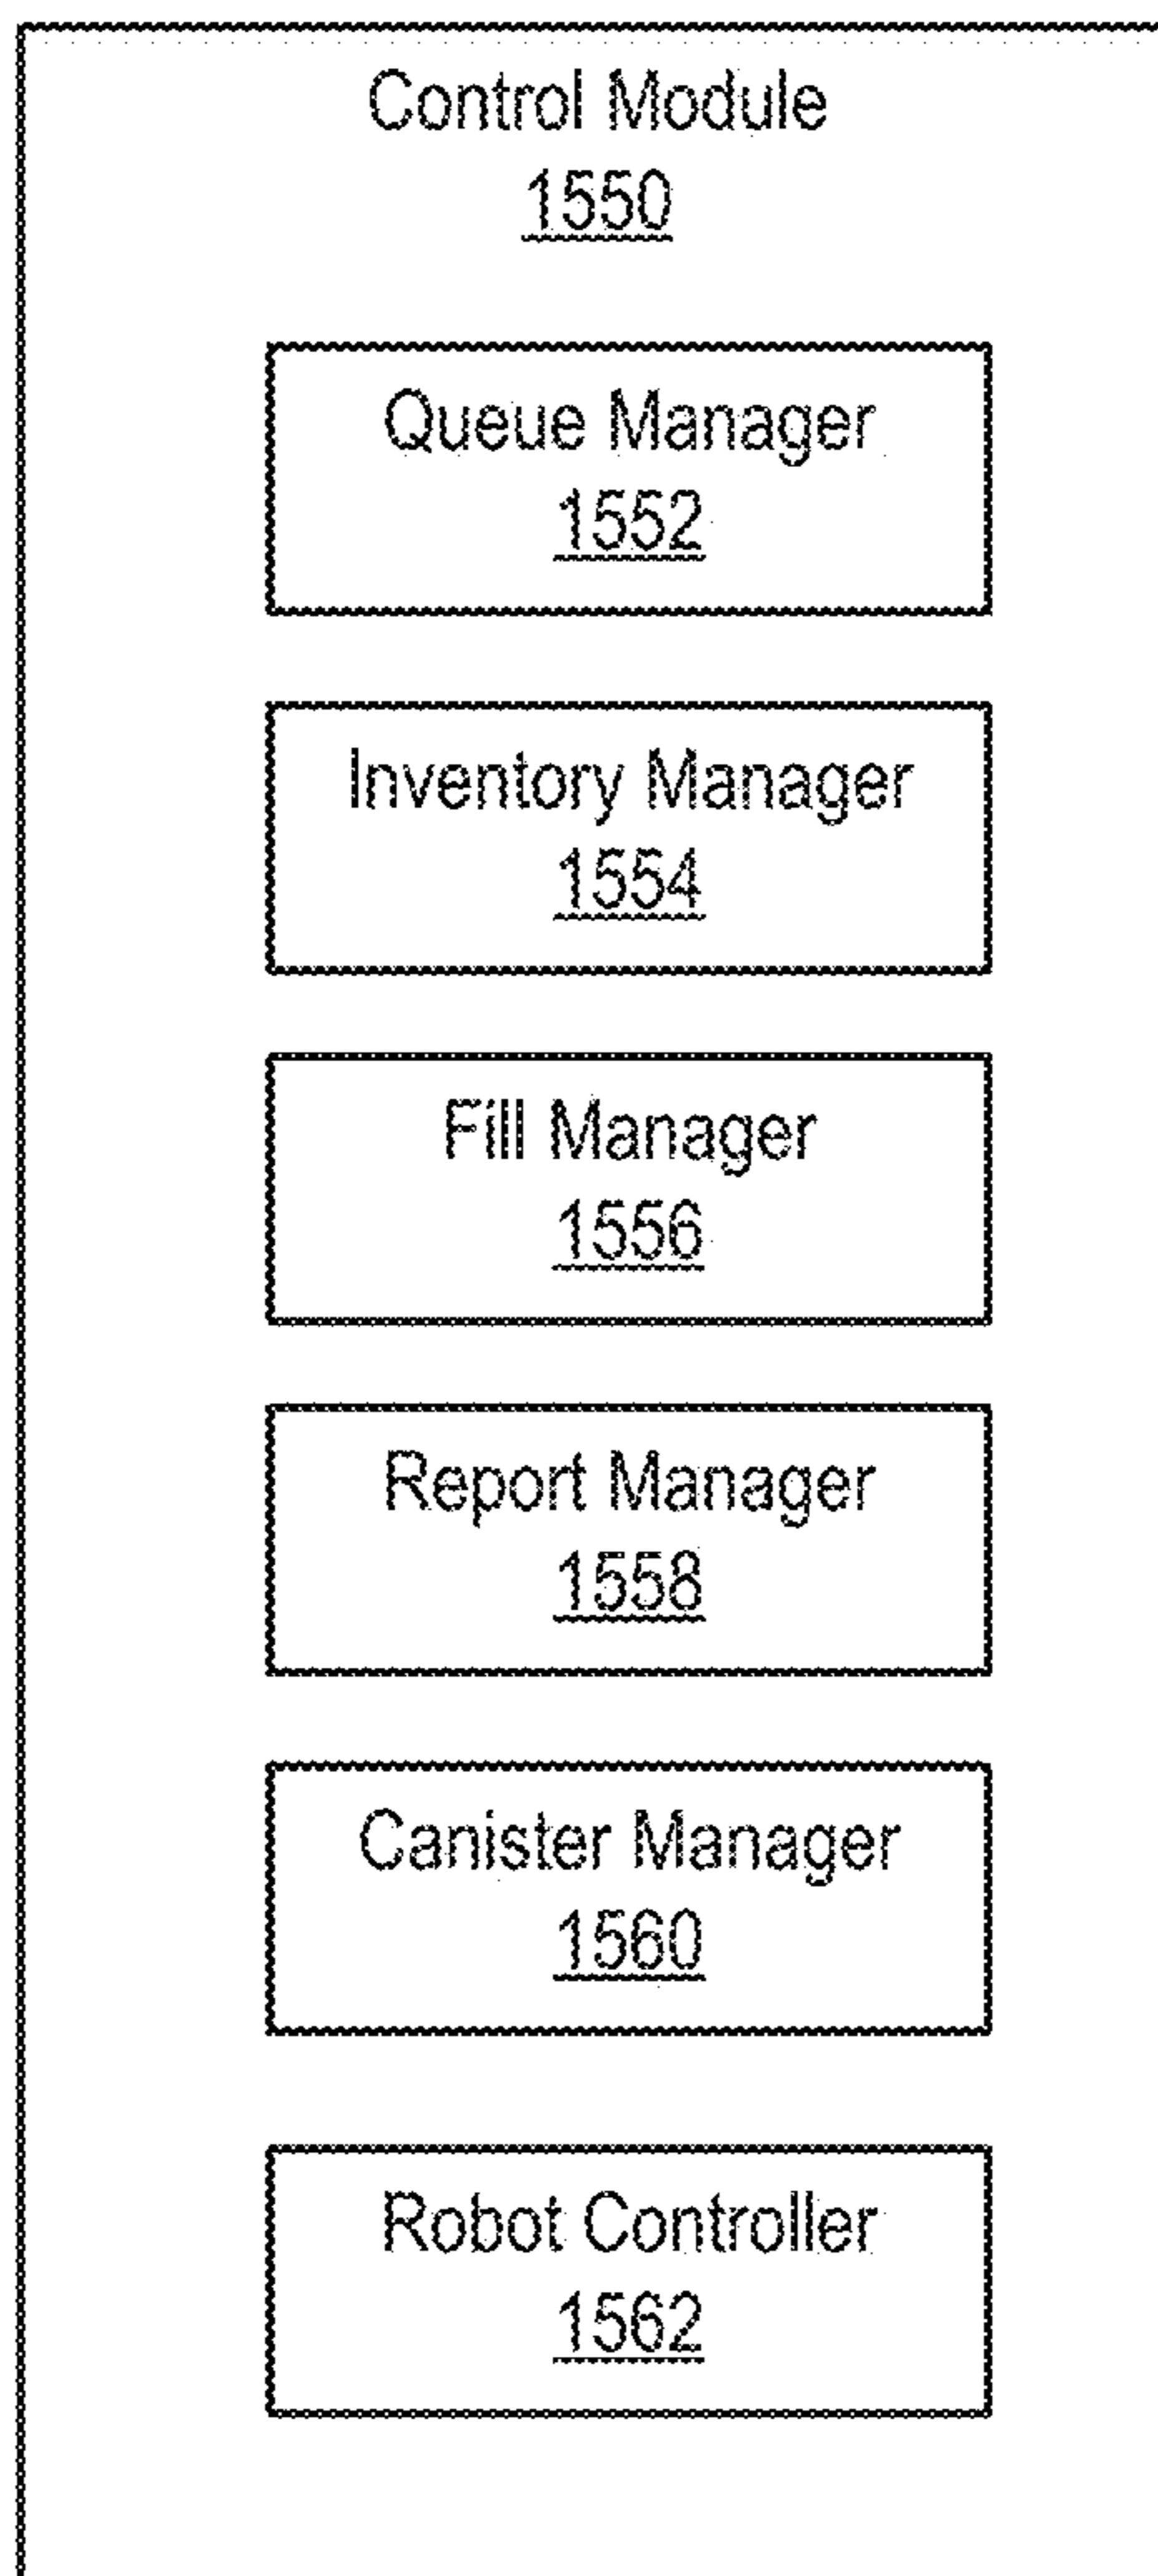 Control Module
1550
Queue Manager
1552
Inventory Manager
1554
Fill Manager
1556
Report Manager
1558
Canister Manager
1560
Robot Controller
1562